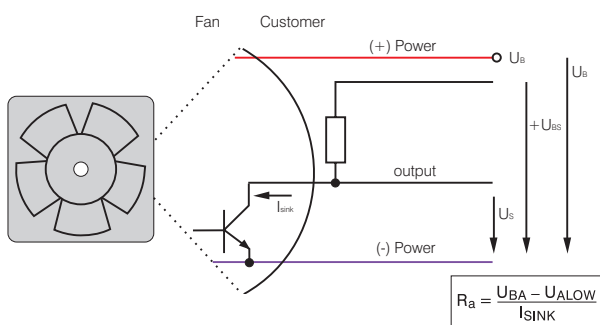 Fan Customer
(+) Power
UB
UB
+UBS
output
Isink
US
(-) Power
Ra = UBA – UALOW
ISINK